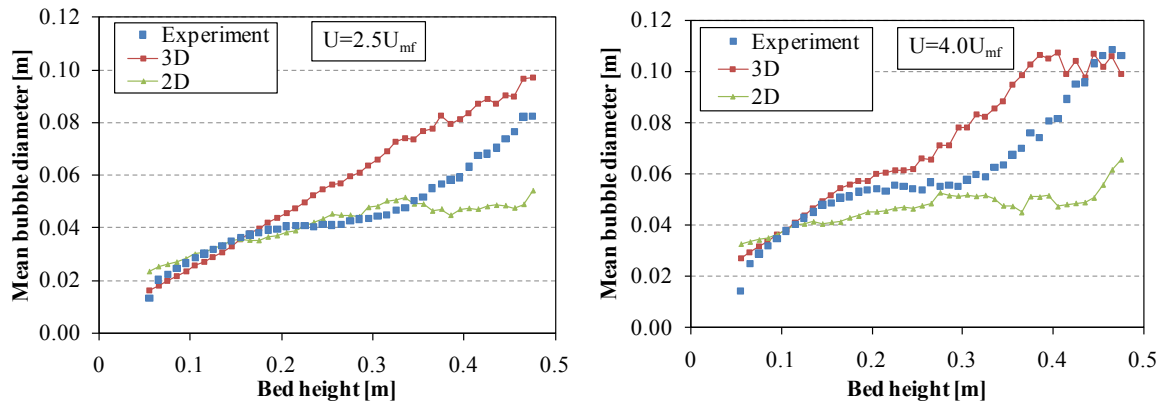 0.12
0.10
0.08
0.06
0.04
0.02
0.00
Mean bubble diameter [m]
Experiment
3D
2D
U=2.5Umf
0
0.1
0.2
0.3
0.4
0.5
Bed height [m]
0.12
0.10
0.08
0.06
0.04
0.02
0.00
Mean bubble diameter [m]
Experiment
3D
2D
U=4.0Umf
0
0.1
0.2
0.3
0.4
0.5
Bed height [m]